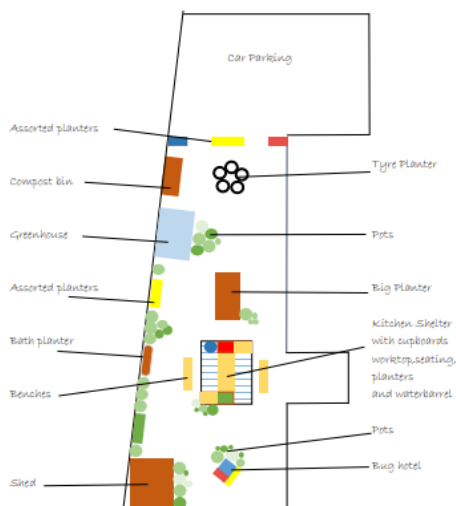 Car Parking
Assorted planters
Tyre Planter
Compost bin
Greenhouse
Pots
Assorted planters
Big Planter
Kitchen Shelter
with cupboards
worktop,seating,
planters
and waterbarrel
Bath planter
Benches
Pots
Bug hotel
Shed